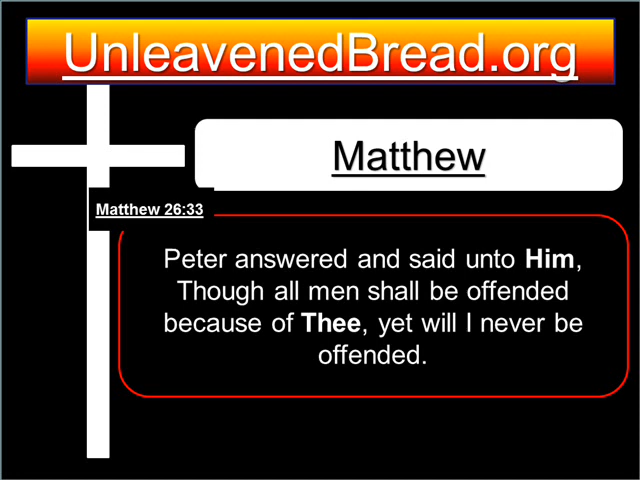 UnleavenedBread.org
Matthew
Matthew 26:33
Peter answered and said unto Him,
Though all men shall be offended
because of Thee, yet will I never be
offended.